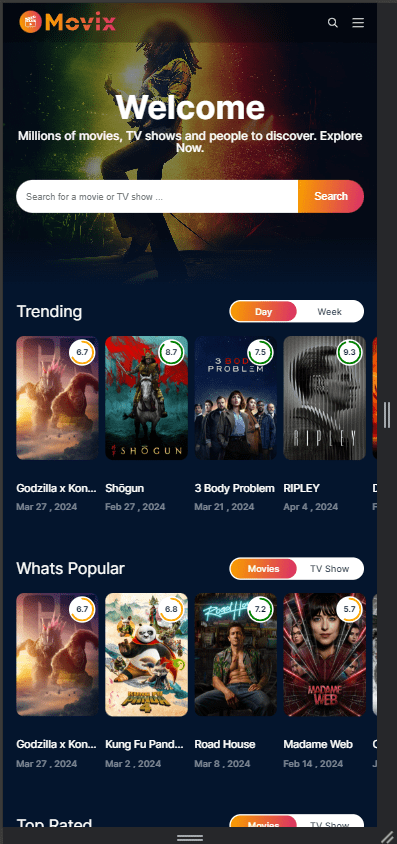 Movix
Welcome
Millions of movies, TV shows and people to discover. Explore
Now.
Search for a movie or TV show ...
Search
Trending
Day
Week
6.7
8.7
7.5
9.3
SHŌGUN
3 BODY
PROBLEM
RIPLEY
Godzilla x Kon...
Shōgun
3 Body Problem
RIPLEY
Mar 27 , 2024
Feb 27 , 2024
Mar 21 , 2024
Apr 4 , 2024
Whats Popular
Movies
TV Show
6.7
6.8
7.2
5.7
KUNG FU
PANDA
4
Road House
MADAME
WEB
Godzilla x Kon...
Kung Fu Pand...
Road House
Madame Web
Mar 27 , 2024
Mar 2 , 2024
Mar 8 , 2024
Feb 14 , 2024
Top Rated
Movies
TV Show